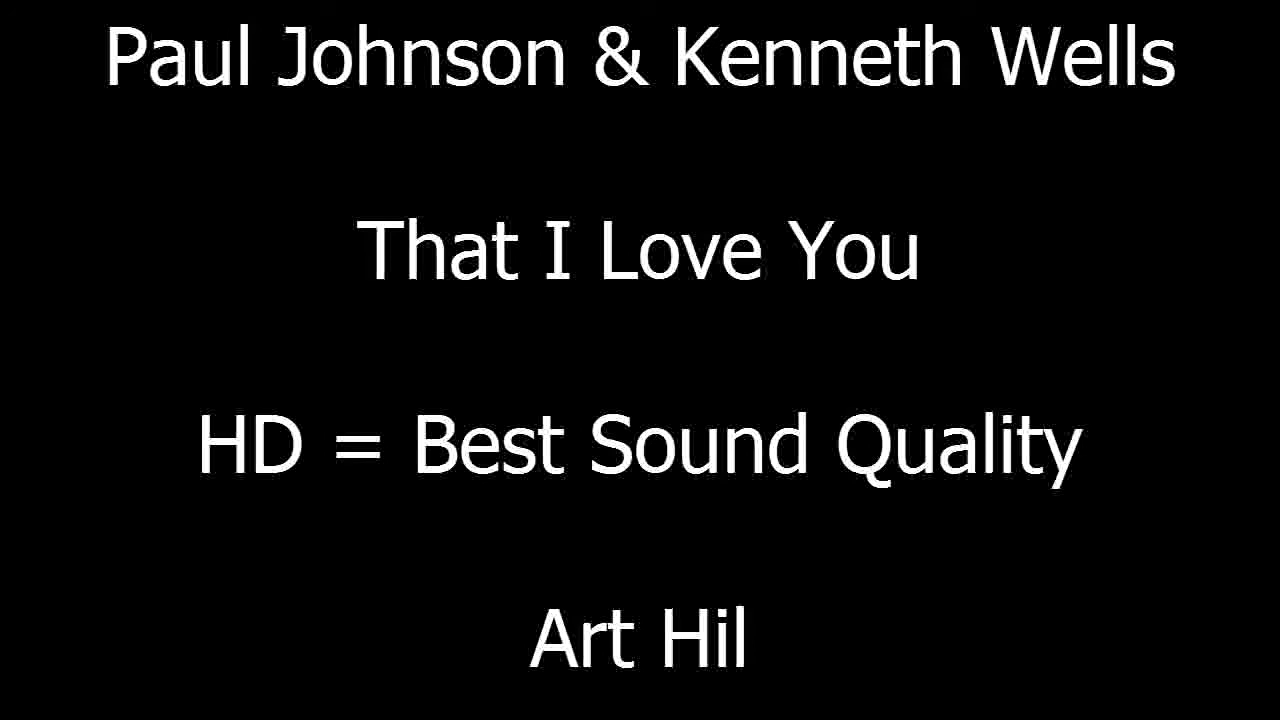 Paul Johnson & Kenneth Wells
That I Love You
HD = Best Sound Quality
Art Hil